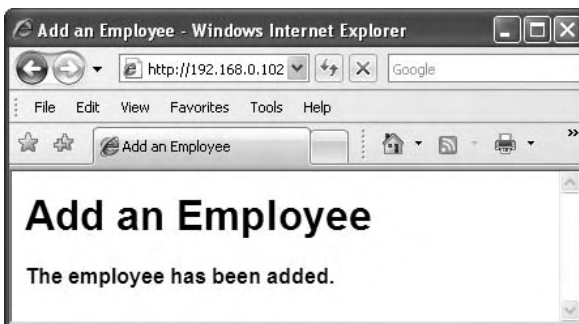 Add an Employee - Windows Internet Explorer
http://192.168.0.102
Google
File Edit View Favorites Tools Help
Add an Employee
Add an Employee
The employee has been added.